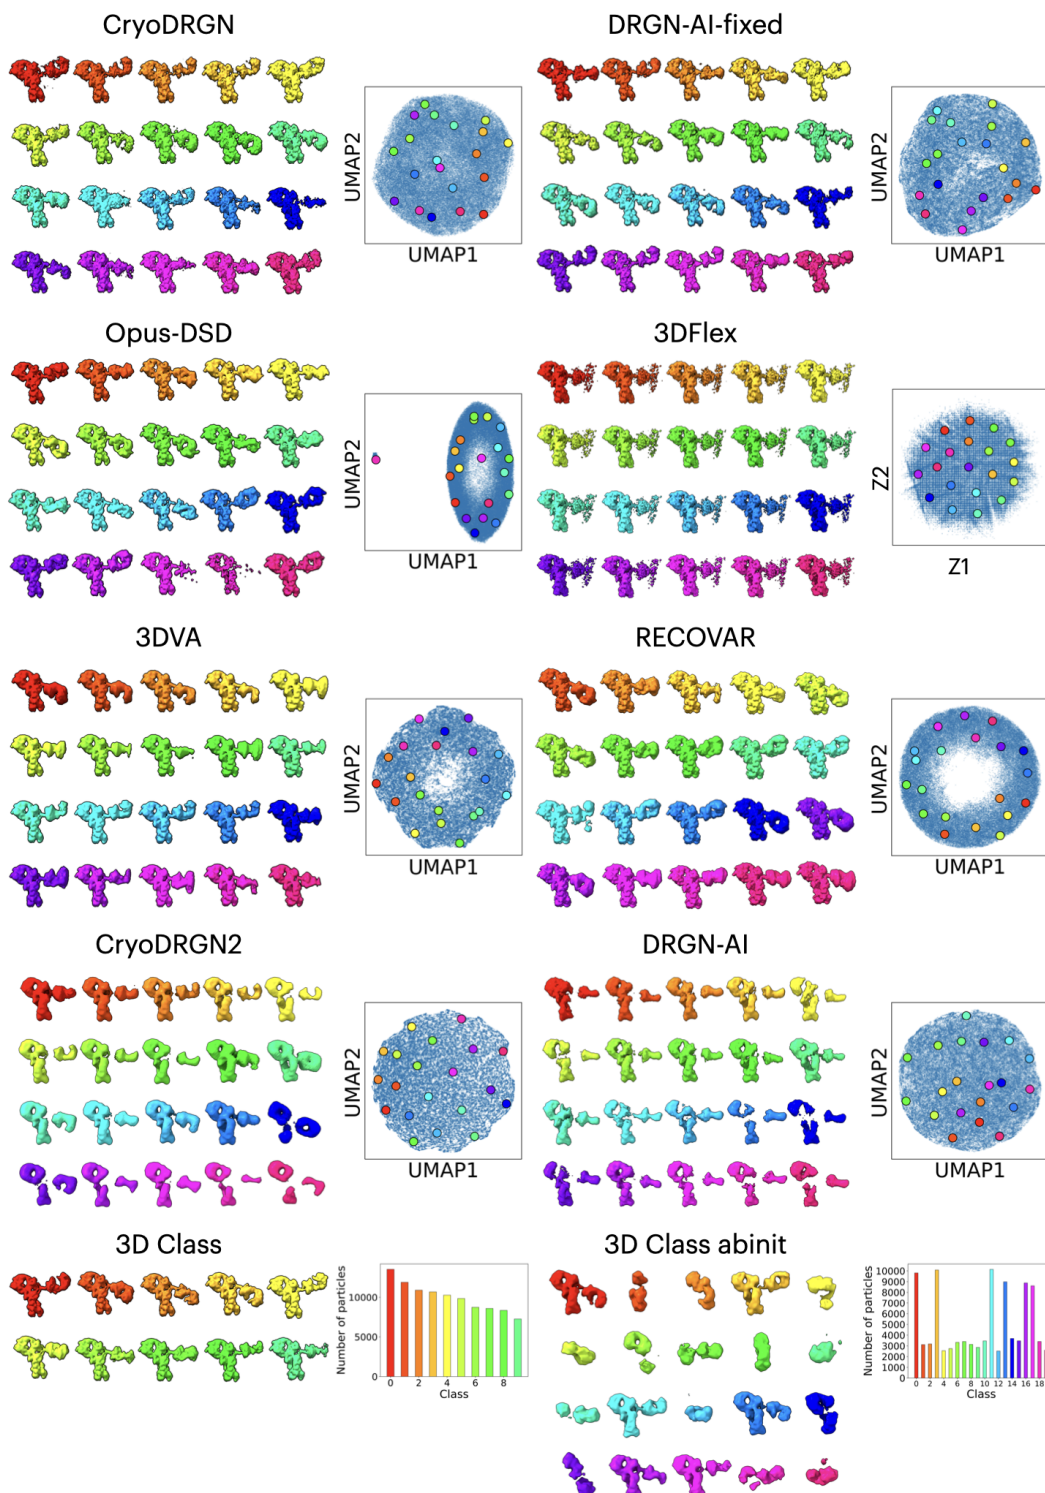 CryoDRGN
DRGN-AI-fixed
UMAP2
UMAP1
UMAP2
UMAP1
Opus-DSD
3DFlex
UMAP2
UMAP1
Z2
Z1
3DVA
RECOVAR
UMAP2
UMAP1
UMAP2
UMAP1
CryoDRGN2
DRGN-AI
UMAP2
UMAP1
UMAP2
UMAP1
3D Class
3D Class abinit
Number of particles
10000
5000
0
0 2 4 6 8
Class
Number of particles
10000
9000
8000
7000
6000
5000
4000
3000
2000
1000
0
0 2 4 6 8 10 12 14 16 18
Class